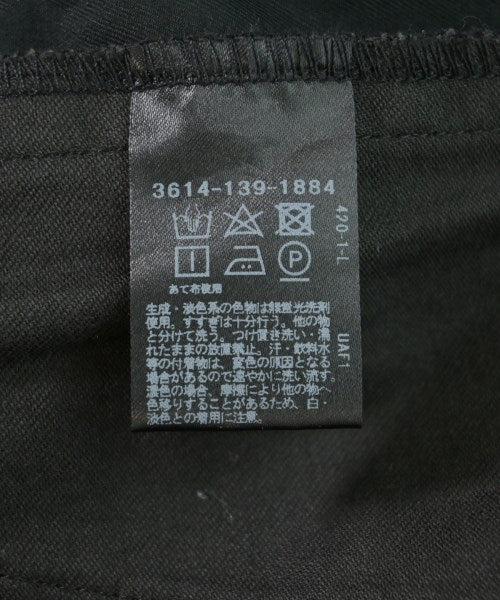 3614-139-1884
420-1-L
P
あて布使用
生成・淡色系の色物は無蛍光洗剤
使用。すすぎは十分行う。他の物
と分けて洗う。つけ置き洗い・濡
れたままの放置禁止。汗・飲料水
等の付着物は、変色の原因となる
場合があるので速やかに洗い流す。
濃色の場合、摩擦により他の物へ
色移りすることがあるため、白・
淡色に注意。
UAF1